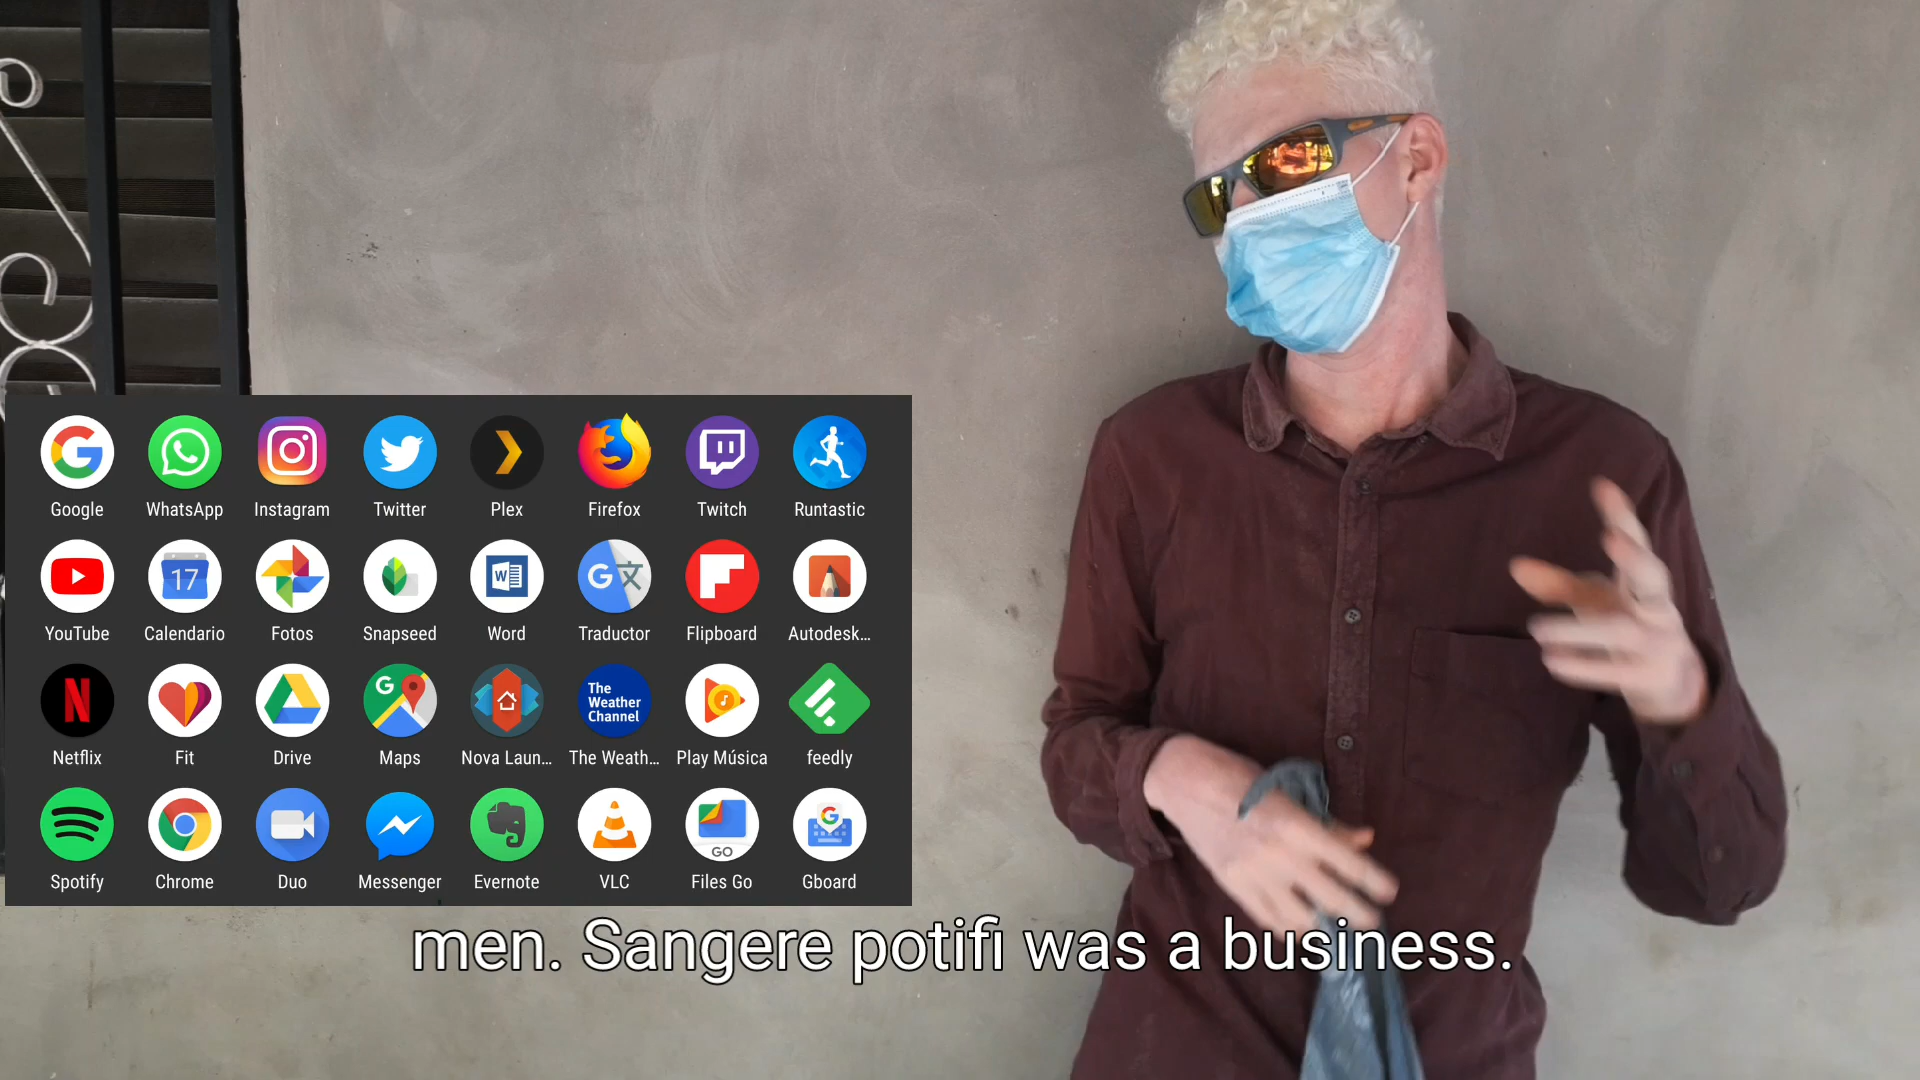 Google WhatsApp Instagram Twitter Plex Firefox Twitch Runtastic
17
W
G 文
YouTube Calendario Fotos Snapseed Word Traductor Flipboard Autodesk...
N
G
The
Weather
Channel
Netflix Fit Drive Maps Nova Laun... The Weath... Play Música feedly
GO
G
Spotify Chrome Duo Messenger Evernote VLC Files Go Gboard
men. Sangere potifi was a business.